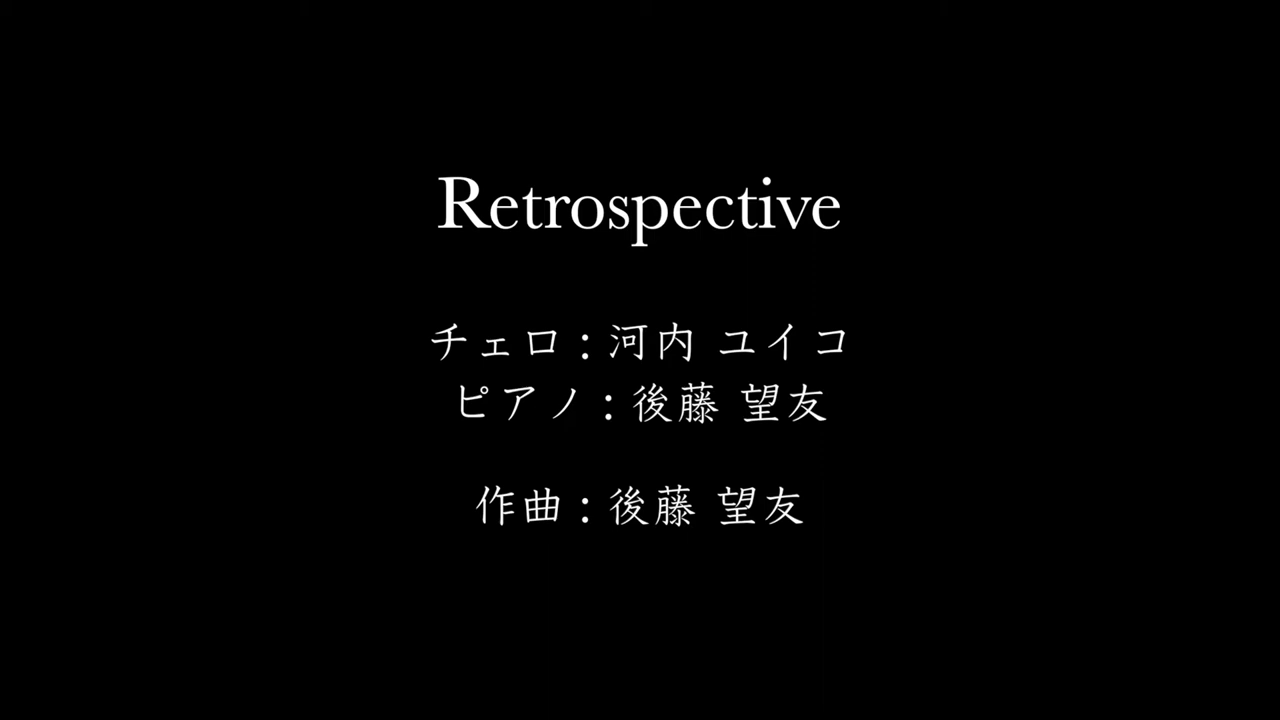 Retrospective
チェロ : 河内 ユイコ
ピアノ : 後藤 望友
作曲 : 後藤 望友